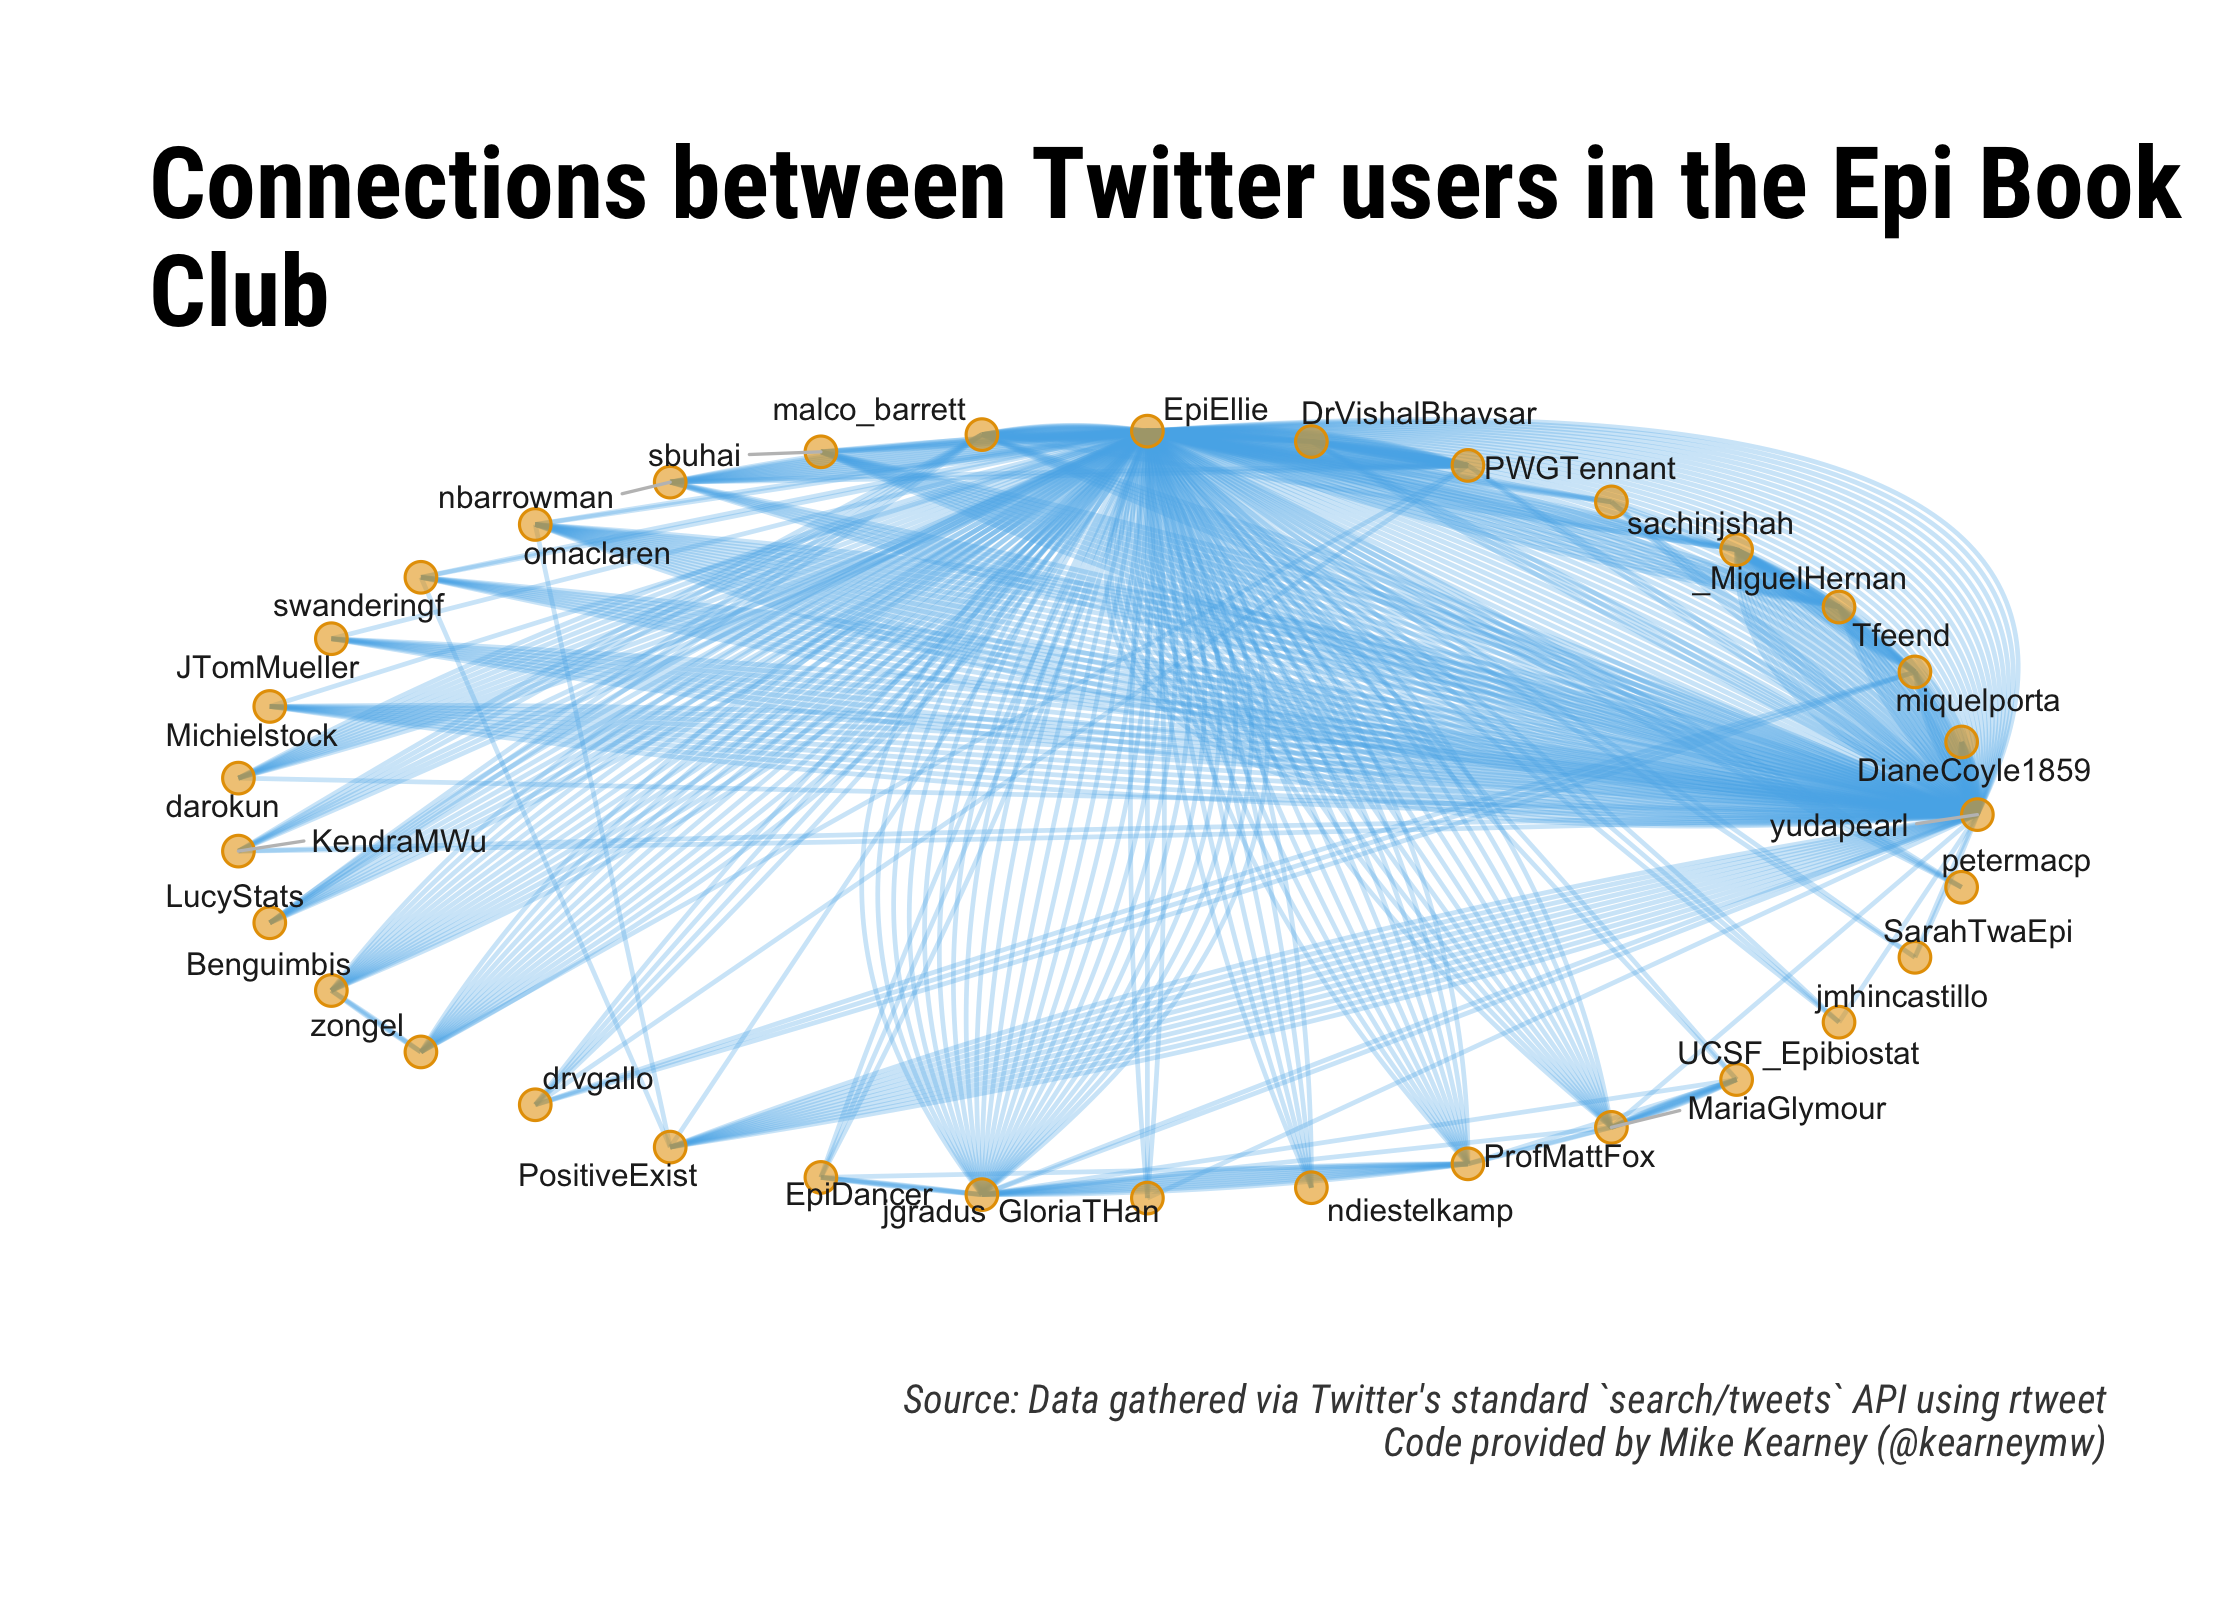 Connections between Twitter users in the Epi Book
Club
malco_barrett
EpiEllie
DrVishalBhavsar
sbuhai
PWGTennant
nbarrowman
sachinjshah
omaclaren
_MiguelHernan
swanderingf
Tfeend
JTomMueller
miquelporta
Michielstock
DianeCoyle1859
darokun
yudapearl
KendraMWu
petermacp
LucyStats
SarahTwaEpi
Benguimbis
jmhincastillo
zongel
UCSF_Epibiostat
drvgallo
MariaGlymour
ProfMattFox
PositiveExist
EpiDancer
jgradus
GloriaTHan
ndiestelkamp
Source: Data gathered via Twitter's standard `search/tweets` API using rtweet
Code provided by Mike Kearney (@kearneymw)